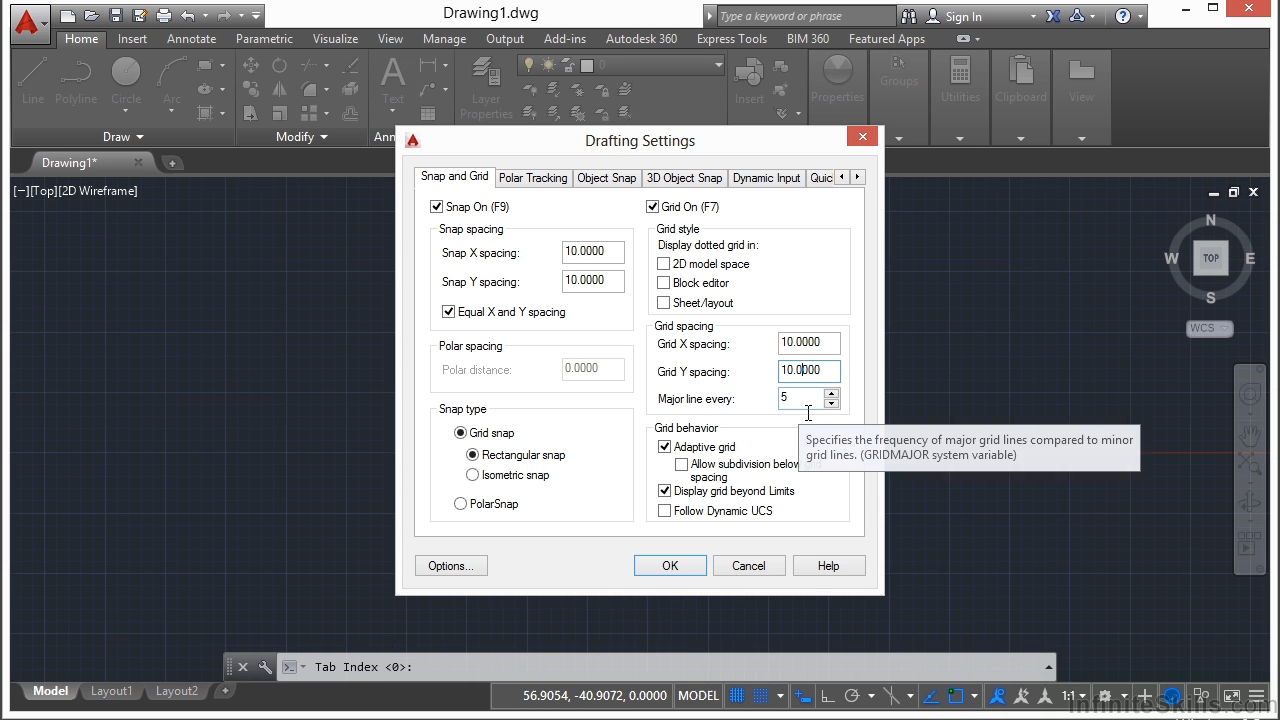 Drawing1.dwg
Type a keyword or phrase
Sign In
Home Insert Annotate Parametric Visualize View Manage Output Add-ins Autodesk 360 Express Tools BIM 360 Featured Apps
Line Polyline Circle Arc Text Layer Properties 0 Insert Properties Groups Utilities Clipboard View
Draw Modify Ann
Drawing1*
[−][Top][2D Wireframe]
N
W TOP E
S
WCS
Drafting Settings
Snap and Grid Polar Tracking Object Snap 3D Object Snap Dynamic Input Quic
Snap On (F9)
Snap spacing
Snap X spacing: 10.0000
Snap Y spacing: 10.0000
Equal X and Y spacing
Polar spacing
Polar distance: 0.0000
Snap type
Grid snap
Rectangular snap
Isometric snap
PolarSnap
Grid On (F7)
Grid style
Display dotted grid in:
2D model space
Block editor
Sheet/layout
Grid spacing
Grid X spacing: 10.0000
Grid Y spacing: 10.0000
Major line every: 5
Grid behavior
Adaptive grid
Allow subdivision below
spacing
Display grid beyond Limits
Follow Dynamic UCS
Specifies the frequency of major grid lines compared to minor
grid lines. (GRIDMAJOR system variable)
Options... OK Cancel Help
Tab Index <0>:
Model Layout1 Layout2
56.9054, -40.9072, 0.0000 MODEL 1:1
InfiniteSkills.com